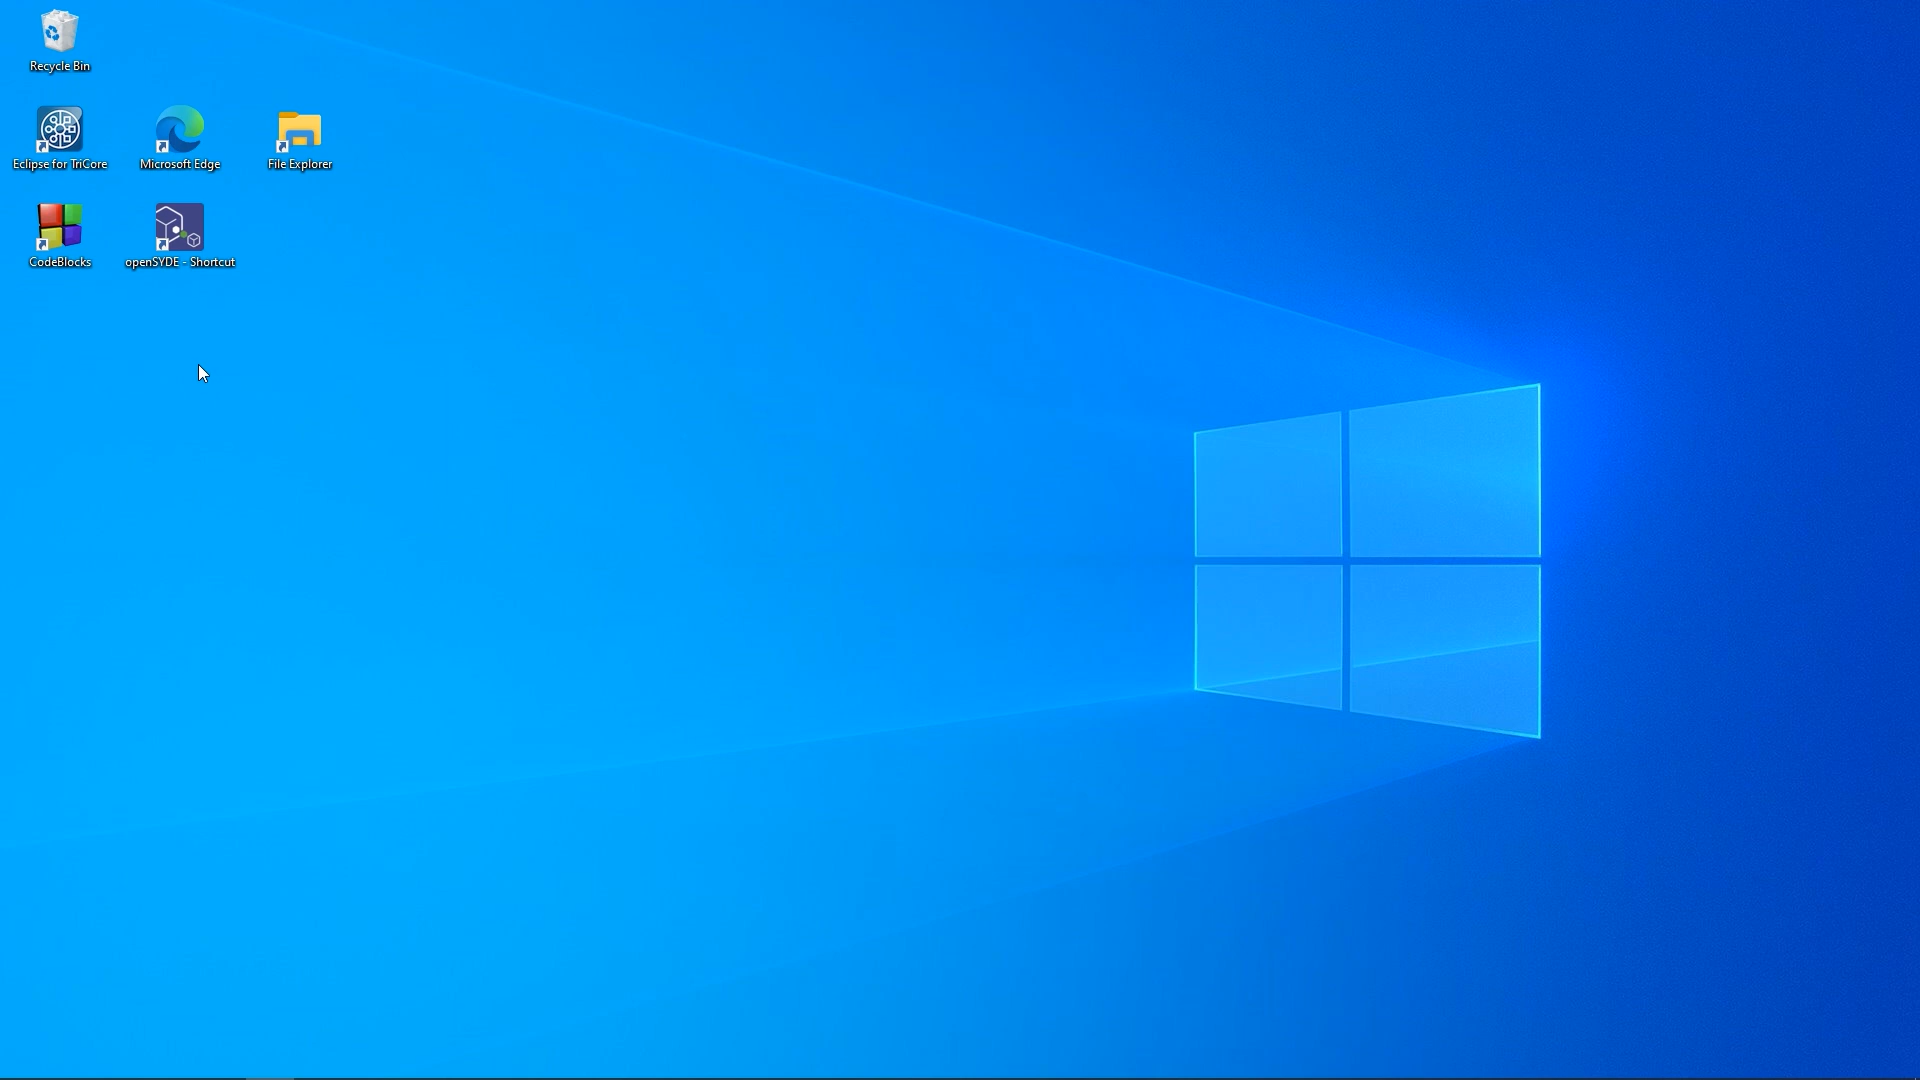 Recycle Bin
Eclipse for TriCore
Microsoft Edge
File Explorer
CodeBlocks
openSYDE - Shortcut